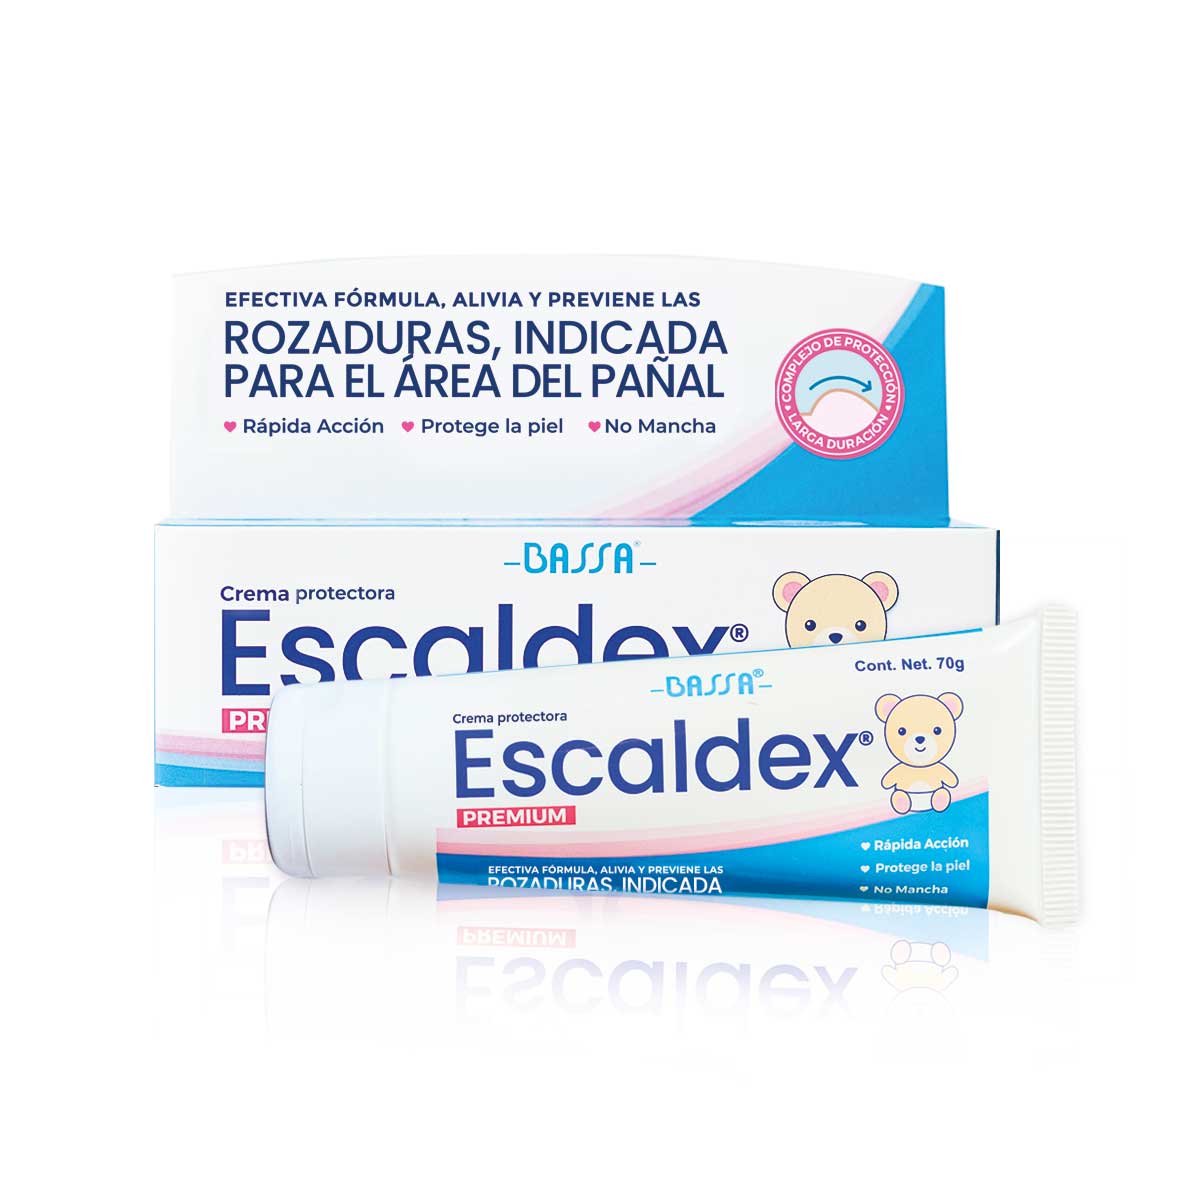 EFECTIVA FÓRMULA, ALIVIA Y PREVIENE LAS
ROZADURAS, INDICADA
PARA EL ÁREA DEL PAÑAL
Rápida Acción Protege la piel No Mancha
COMPLEJO DE PROTECCIÓN
LARGA DURACIÓN
BASSA®
Crema protectora
Escaldex®
PR
BASSA®
Cont. Net. 70g
Crema protectora
Escaldex®
PREMIUM
Rápida Acción
Protege la piel
No Mancha
EFECTIVA FÓRMULA, ALIVIA Y PREVIENE LAS
ROZADURAS, INDICADA